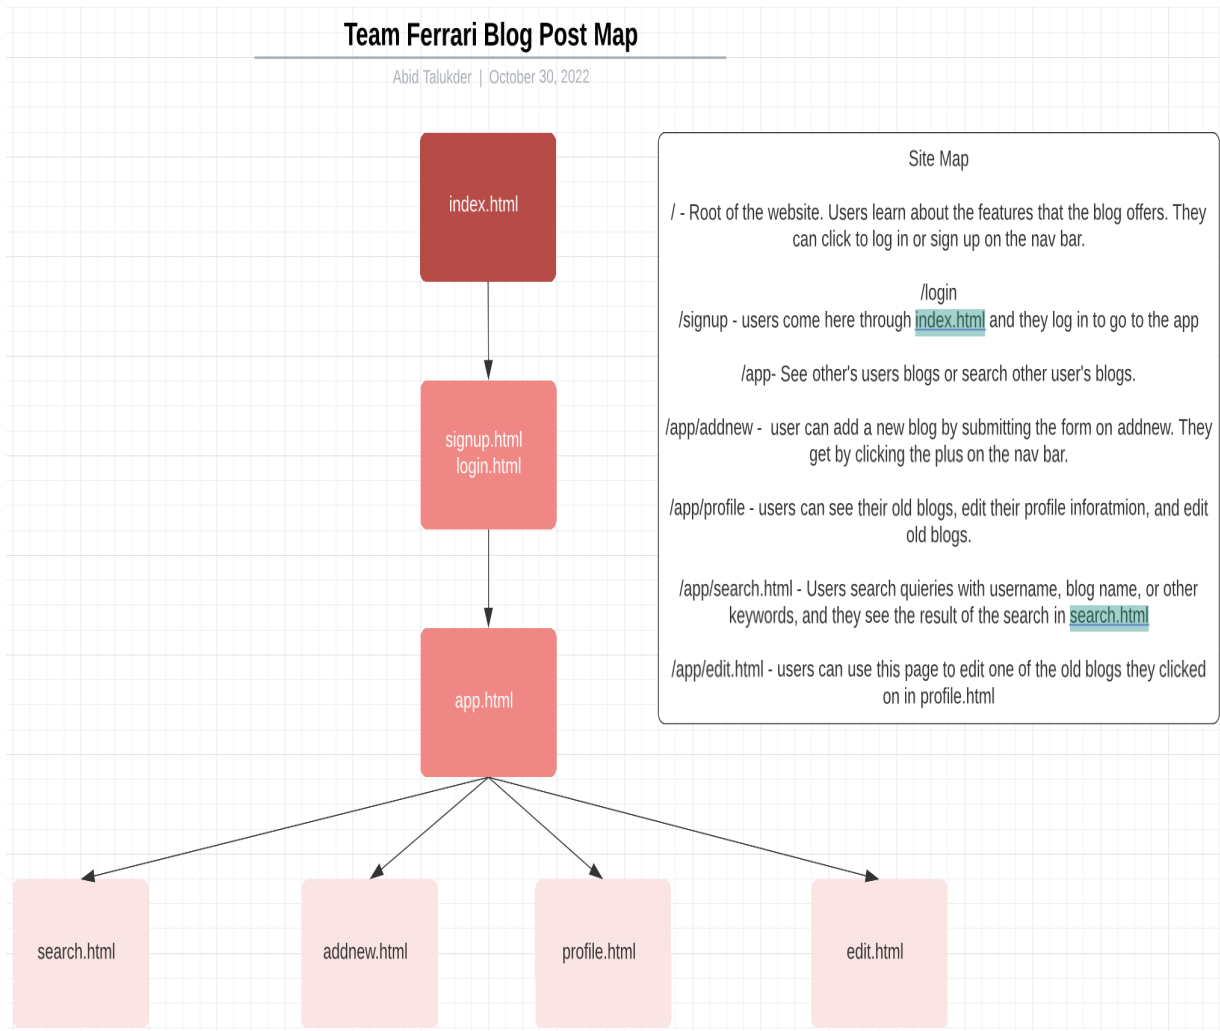 Team Ferrari Blog Post Map
Abid Talukder | October 30, 2022
index.html
signup.html
login.html
app.html
search.html
addnew.html
profile.html
edit.html
Site Map
/ - Root of the website. Users learn about the features that the blog offers. They
can click to log in or sign up on the nav bar.
/login
/signup - users come here through index.html and they log in to go to the app
/app- See other's users blogs or search other user's blogs.
/app/addnew -  user can add a new blog by submitting the form on addnew. They
get by clicking the plus on the nav bar.
/app/profile - users can see their old blogs, edit their profile inforatmion, and edit
old blogs.
/app/search.html - Users search quieries with username, blog name, or other
keywords, and they see the result of the search in search.html
/app/edit.html - users can use this page to edit one of the old blogs they clicked
on in profile.html